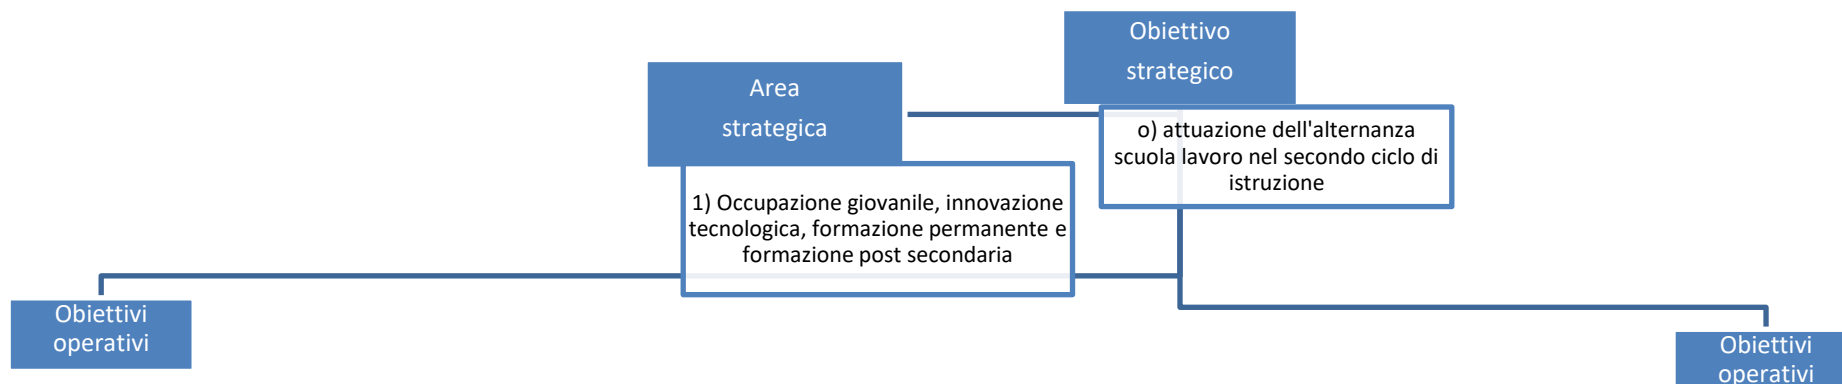 Obiettivo
strategico
Area
strategica
o) attuazione dell'alternanza
scuola lavoro nel secondo ciclo di
istruzione
1) Occupazione giovanile, innovazione
tecnologica, formazione permanente e
formazione post secondaria
Obiettivi
operativi
Obiettivi
operativi